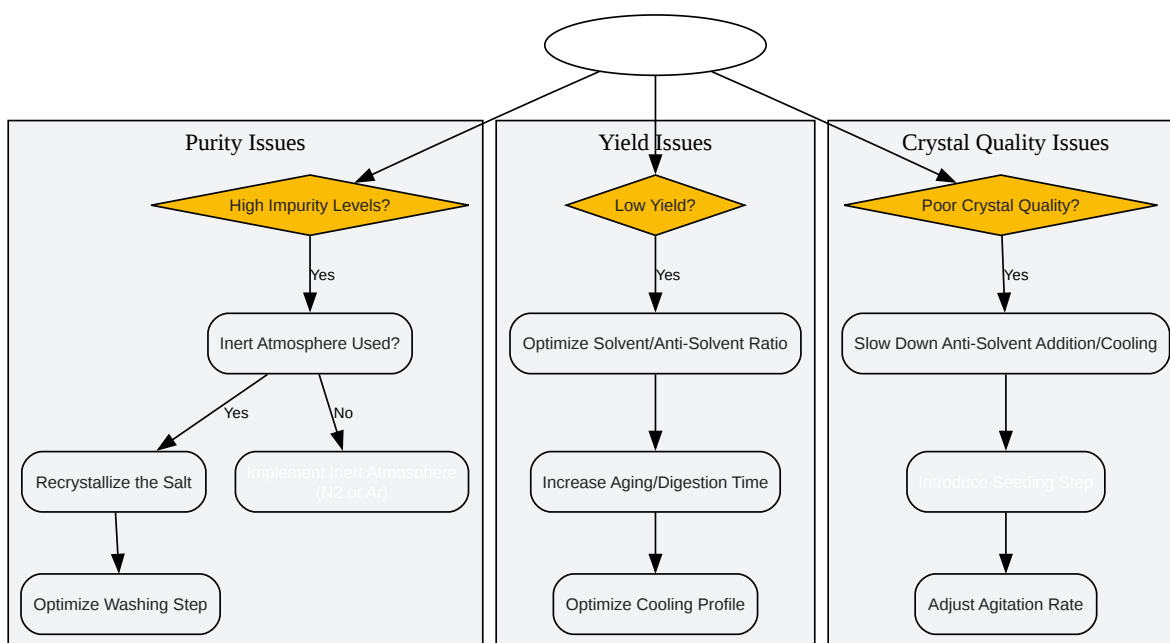 Purity Issues
Yield Issues
Crystal Quality Issues
High Impurity Levels?
Low Yield?
Poor Crystal Quality?
Yes
Yes
Yes
Inert Atmosphere Used?
Optimize Solvent/Anti-Solvent Ratio
Slow Down Anti-Solvent Addition/Cooling
Yes
No
Recrystallize the Salt
Implement Inert Atmosphere
(N2 or Ar)
Increase Aging/Digestion Time
Introduce Seeding Step
Optimize Washing Step
Optimize Cooling Profile
Adjust Agitation Rate